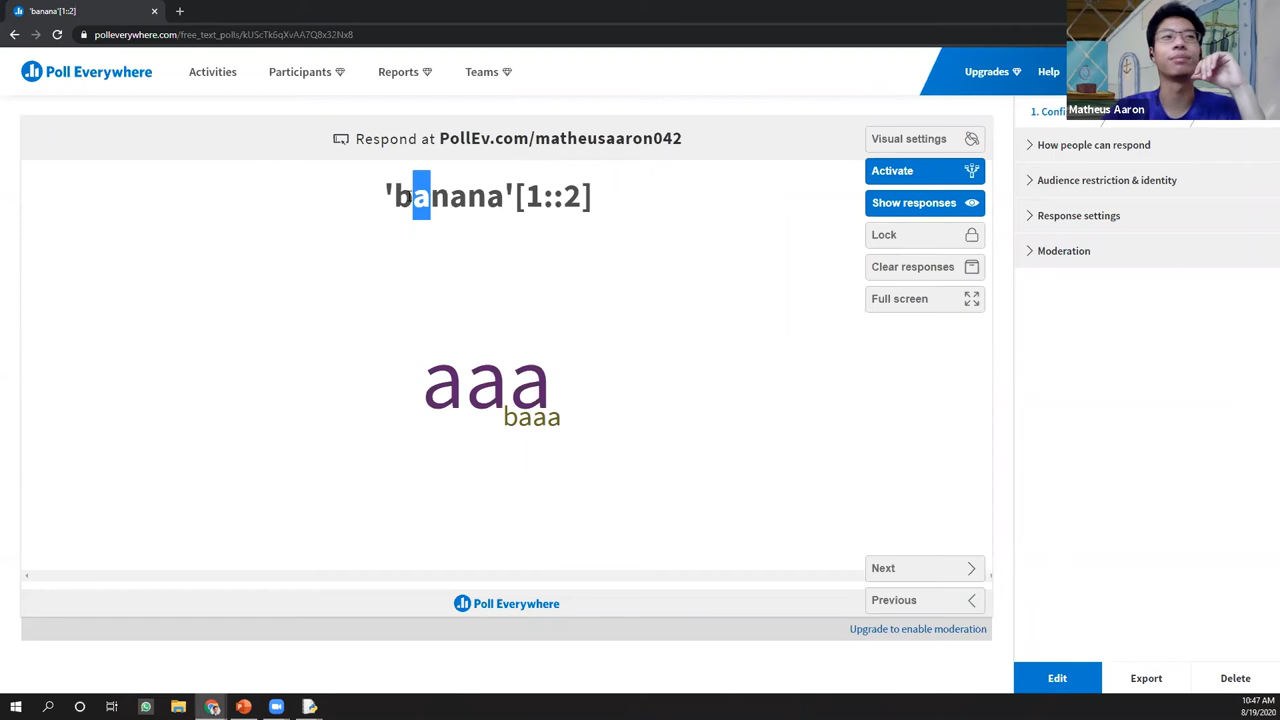 'banana'[1::2]
polleverywhere.com/free_text_polls/kUScTk6qXvAA7Q8x32Nx8
Poll Everywhere
Activities
Participants
Reports
Teams
Upgrades
Help
Matheus Aaron
1. Confi
Respond at PollEv.com/matheusaaron042
'banana'[1::2]
aaa
baaa
Visual settings
Activate
Show responses
Lock
Clear responses
Full screen
Next
Previous
Poll Everywhere
Upgrade to enable moderation
How people can respond
Audience restriction & identity
Response settings
Moderation
Edit
Export
Delete
10:47 AM
8/19/2020